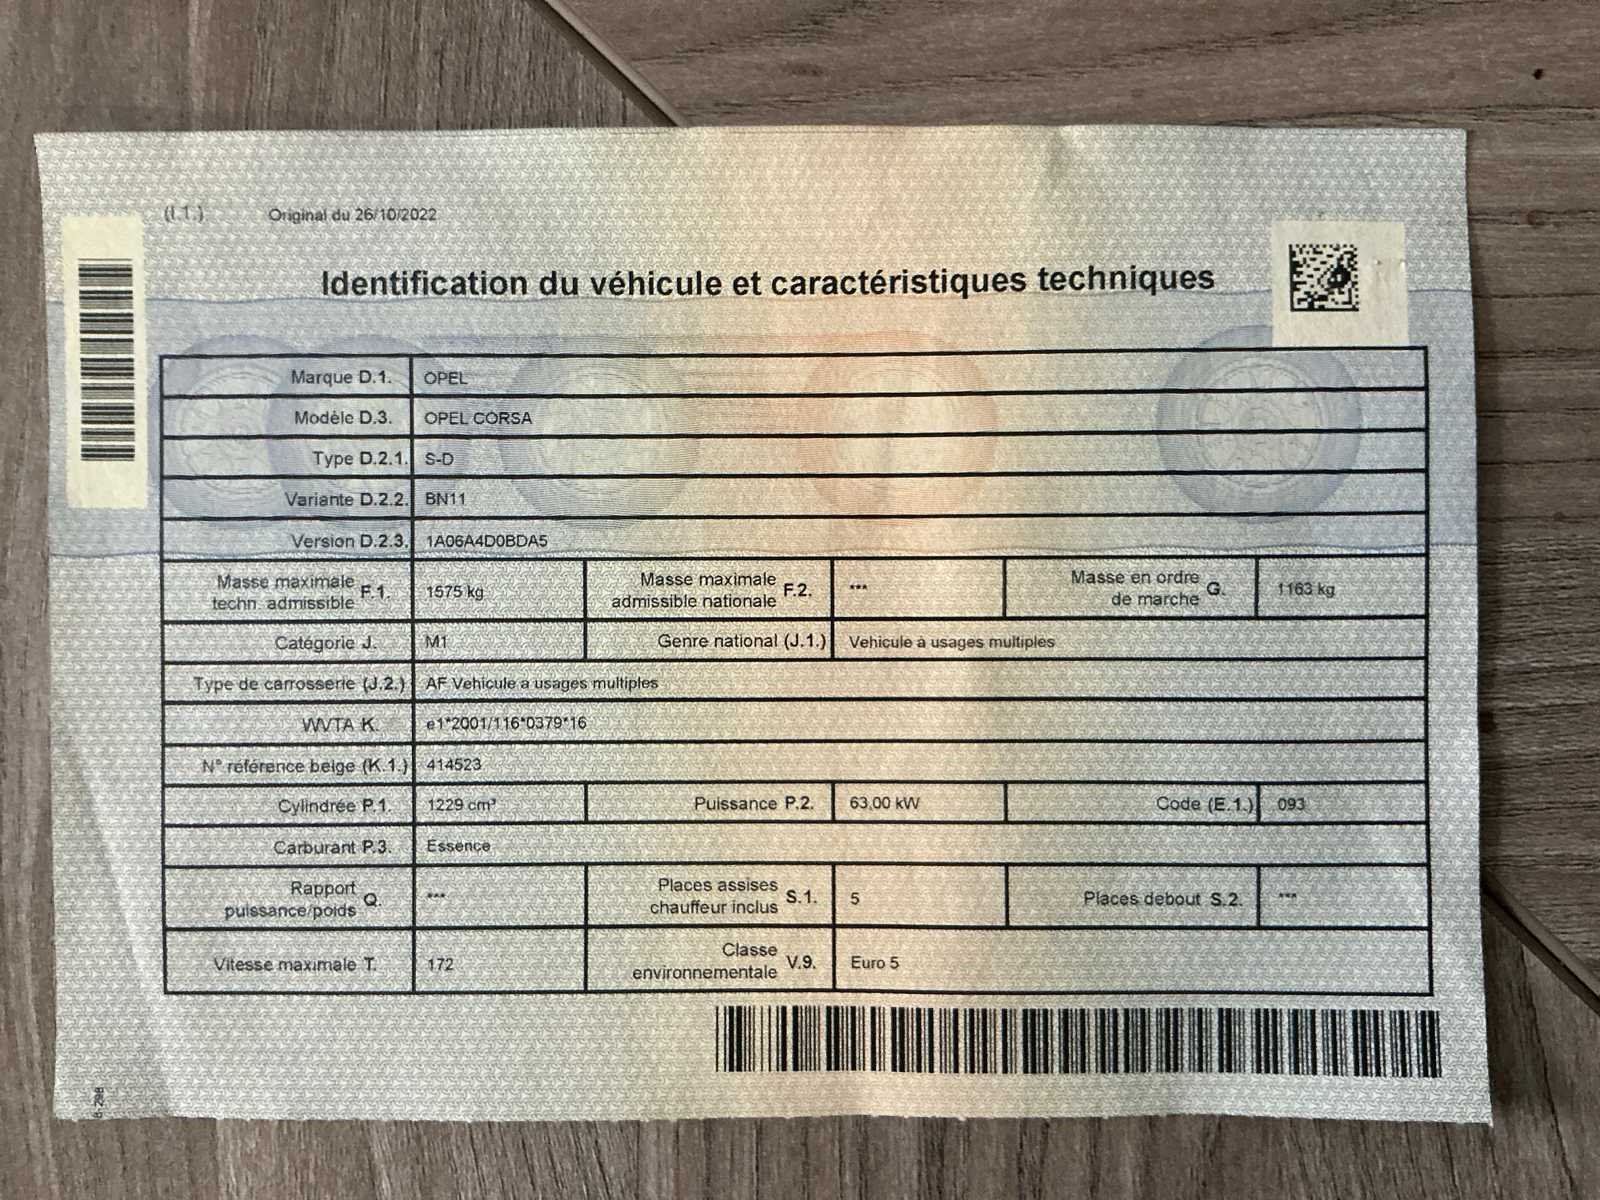 (I.1.) Original du 26/10/2022
Identification du véhicule et caractéristiques techniques
Marque D.1. OPEL
Modèle D.3. OPEL CORSA
Type D.2.1. S-D
Variante D.2.2. BN11
Version D.2.3. 1A06A4D0BDA5
Masse maximale techn. admissible F.1. 1575 kg Masse maximale admissible nationale F.2. *** Masse en ordre de marche G. 1163 kg
Catégorie J. M1 Genre national (J.1.) Vehicule à usages multiples
Type de carrosserie (J.2.) AF Vehicule a usages multiples
WVTA K. e1*2001/116*0379*16
N° référence belge (K.1.) 414523
Cylindrée P.1. 1229 cm³ Puissance P.2. 63,00 kW Code (E.1.) 093
Carburant P.3. Essence
Rapport puissance/poids Q. *** Places assises chauffeur inclus S.1. 5 Places debout S.2. ***
Vitesse maximale T. 172 Classe environnementale V.9. Euro 5